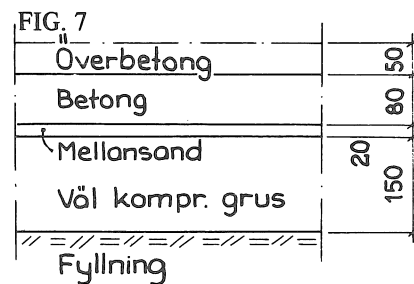 FIG. 7
Överbetong
50
Betong
80
Mellansand
20
Väl kompr. grus
150
Fyllning